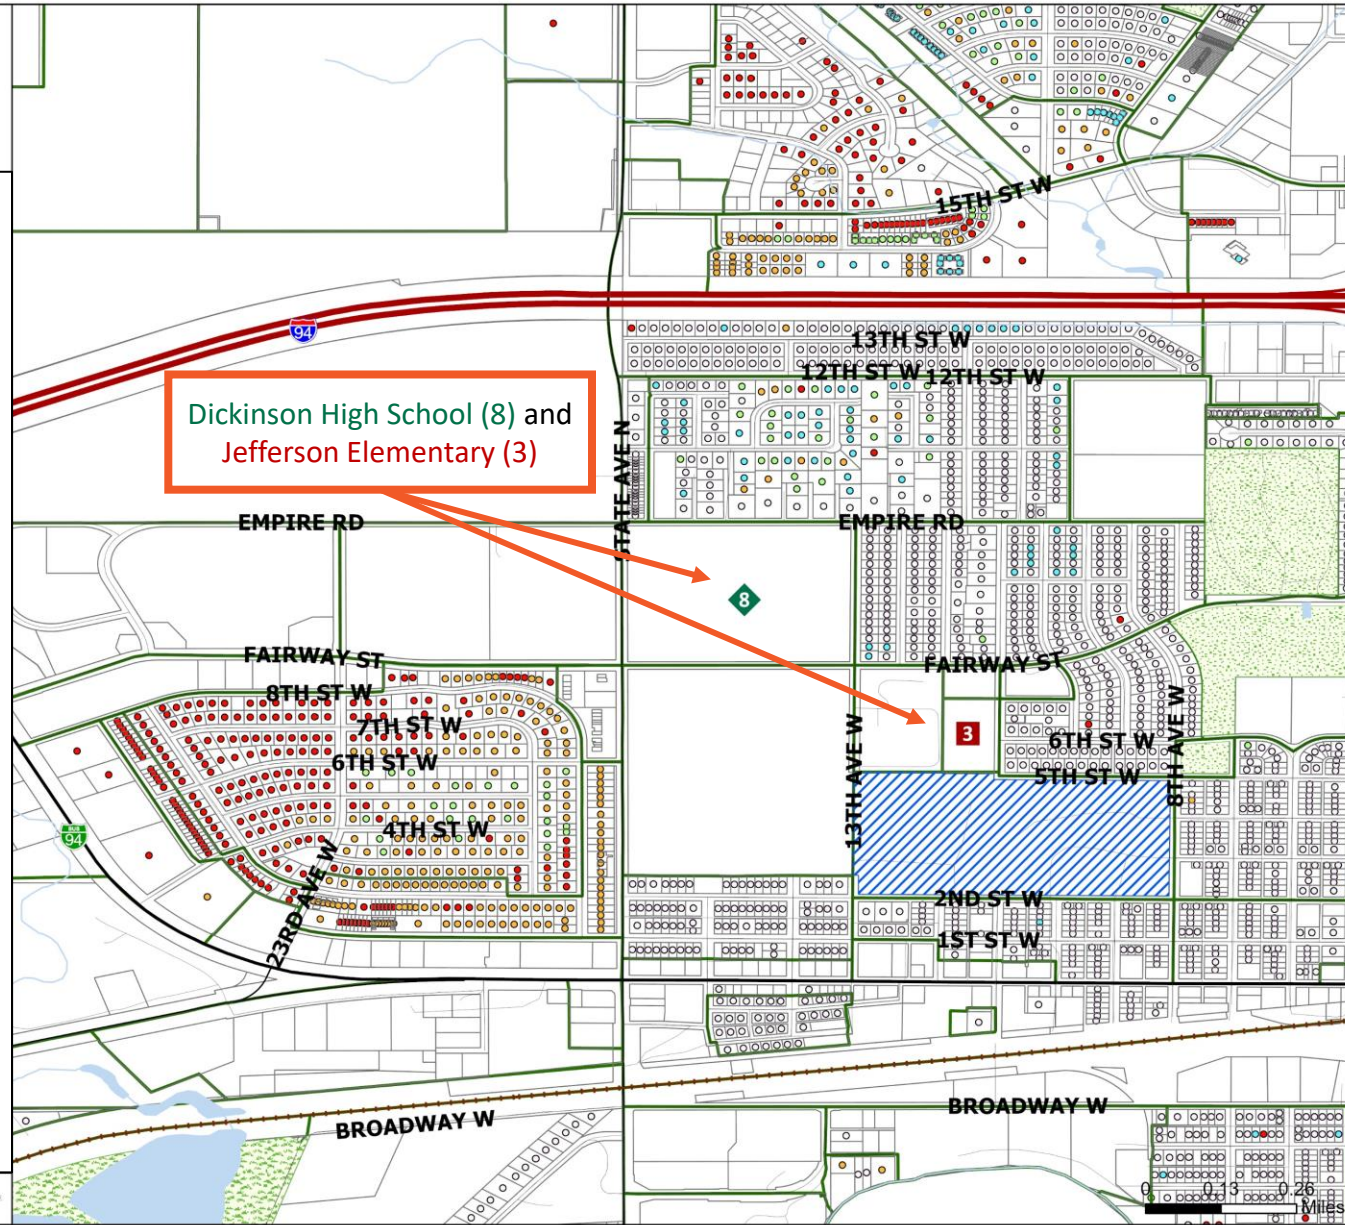 15TH ST W
94
13TH ST W
12TH ST W
12TH ST W
Dickinson High School (8) and
Jefferson Elementary (3)
STATE AVE N
EMPIRE RD
EMPIRE RD
8
FAIRWAY ST
FAIRWAY ST
8TH ST W
7TH ST W
6TH ST W
3
13TH AVE W
6TH ST W
5TH ST W
8TH AVE W
BUS
94
4TH ST W
23RD AVE W
2ND ST W
1ST ST W
BROADWAY W
BROADWAY W
0 0.13 0.26
Miles